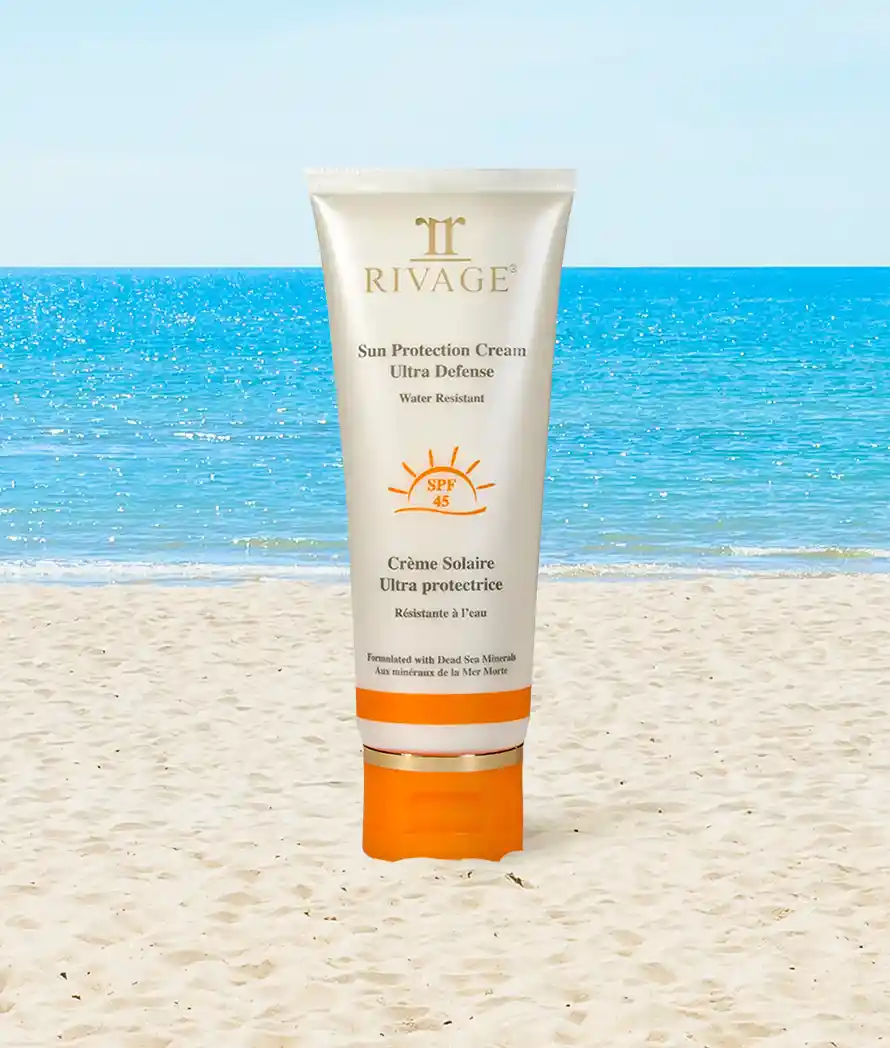 RIVAGE³
Sun Protection Cream
Ultra Defense
Water Resistant
SPF
45
Crème Solaire
Ultra protectrice
Résistante à l'eau
Formulated with Dead Sea Minerals
Aux minéraux de la Mer Morte